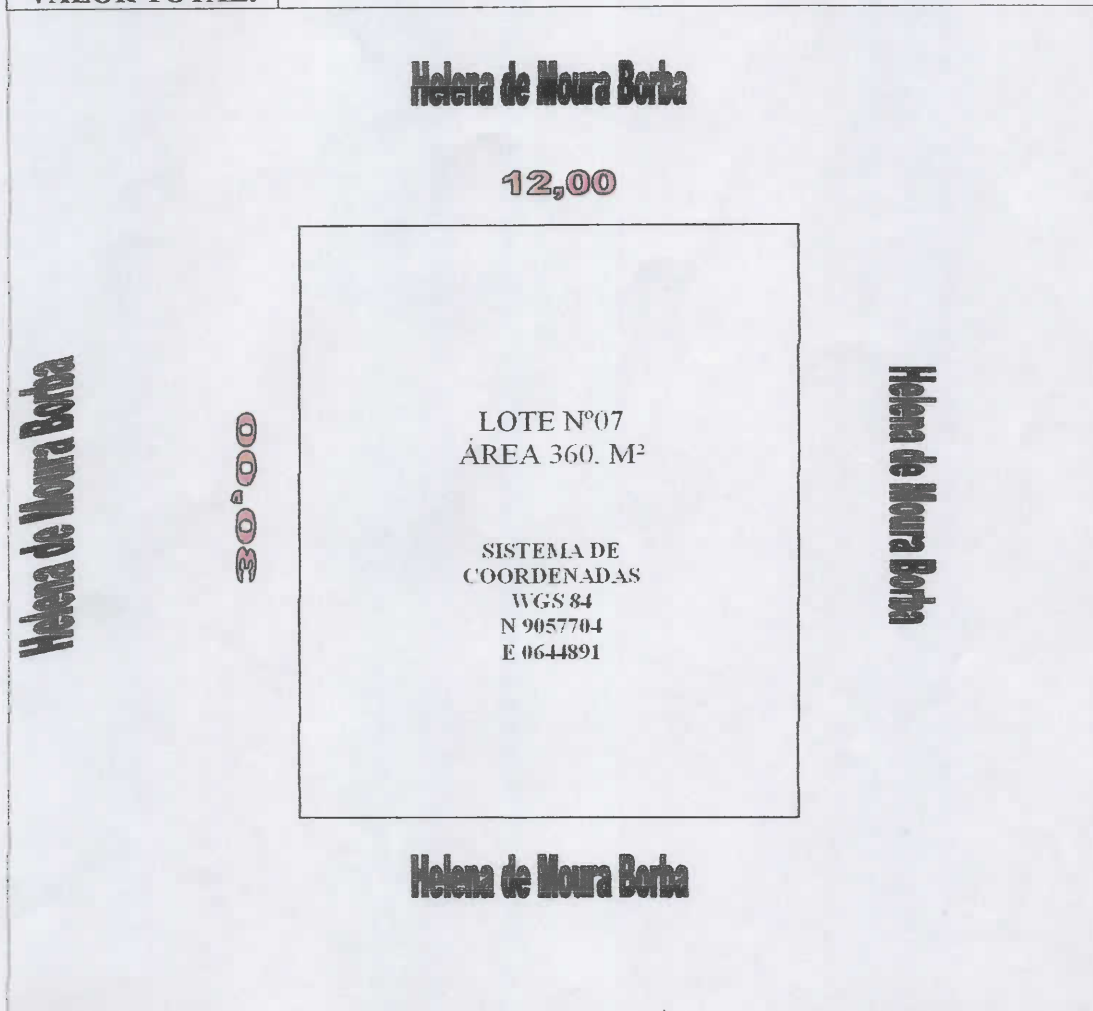 VALOR TOTAL:
Helena de Moura Borba
12,00
Helena de Moura Borba
30,00
LOTE Nº07
ÁREA 360. M²
SISTEMA DE
COORDENADAS
WGS 84
N 9057704
E 0644891
Helena de Moura Borba
Helena de Moura Borba